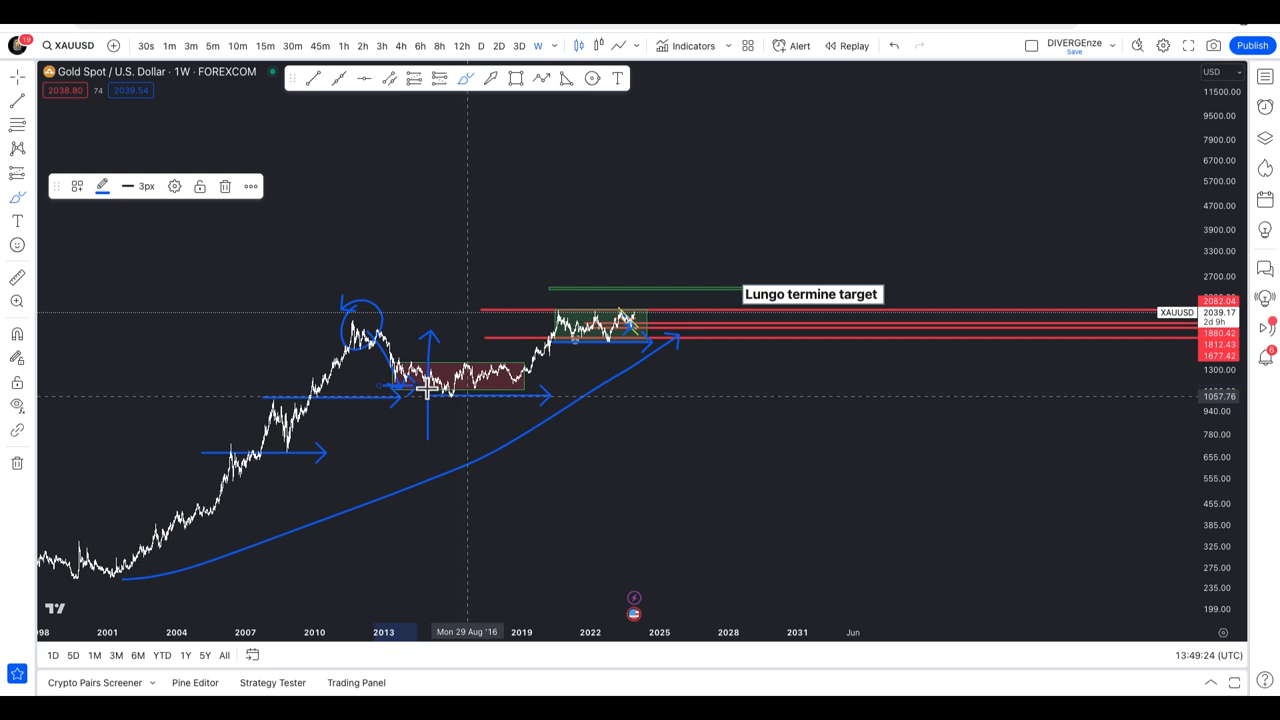 19
XAUUSD 30s 1m 3m 5m 10m 15m 30m 45m 1h 2h 3h 4h 6h 8h 12h D 2D 3D W Indicators Alert Replay DIVERGEnze Save Publish
Gold Spot / U.S. Dollar · 1W · FOREXCOM
2038.80 74 2039.54
USD
11500.00
9500.00
7900.00
6700.00
5700.00
3px
4700.00
3900.00
3300.00
2700.00
Lungo termine target
2082.04
XAUUSD 2039.17
2d 9h
1880.42
1812.43
1677.42
6
1300.00
1057.76
940.00
780.00
655.00
555.00
455.00
385.00
325.00
275.00
235.00
199.00
98 2001 2004 2007 2010 2013 Mon 29 Aug '16 2019 2022 2025 2028 2031 Jun
1D 5D 1M 3M 6M YTD 1Y 5Y All 13:49:24 (UTC)
Crypto Pairs Screener Pine Editor Strategy Tester Trading Panel